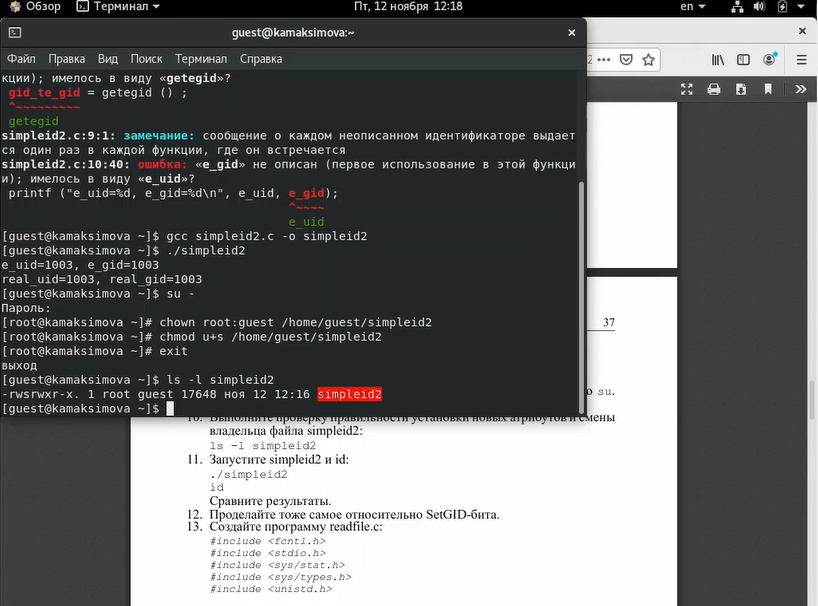 Обзор Терминал Пт, 12 ноября 12:18 en
guest@kamaksimova:~
Файл Правка Вид Поиск Терминал Справка
кции); имелось в виду «getegid»?
gid_te_gid = getegid () ;
^~~~~~~~~~
getegid
simpleid2.c:9:1: замечание: сообщение о каждом неописанном идентификаторе выдает
ся один раз в каждой функции, где он встречается
simpleid2.c:10:40: ошибка: «e_gid» не описан (первое использование в этой функци
и); имелось в виду «e_uid»?
printf ("e_uid=%d, e_gid=%d\n", e_uid, e_gid);
^~~~~
e_uid
[guest@kamaksimova ~]$ gcc simpleid2.c -o simpleid2
[guest@kamaksimova ~]$ ./simpleid2
e_uid=1003, e_gid=1003
real_uid=1003, real_gid=1003
[guest@kamaksimova ~]$ su -
Пароль:
[root@kamaksimova ~]# chown root:guest /home/guest/simpleid2
[root@kamaksimova ~]# chmod u+s /home/guest/simpleid2
[root@kamaksimova ~]# exit
выход
[guest@kamaksimova ~]$ ls -l simpleid2
-rwsrwxr-x. 1 root guest 17648 ноя 12 12:16 simpleid2
[guest@kamaksimova ~]$
37
su.
10. Выполните проверку правильности установки новых атрибутов и смены
владельца файла simpleid2:
ls -l simpleid2
11. Запустите simpleid2 и id:
./simpleid2
id
Сравните результаты.
12. Проделайте тоже самое относительно SetGID-бита.
13. Создайте программу readfile.c:
#include <fcntl.h>
#include <stdio.h>
#include <sys/stat.h>
#include <sys/types.h>
#include <unistd.h>